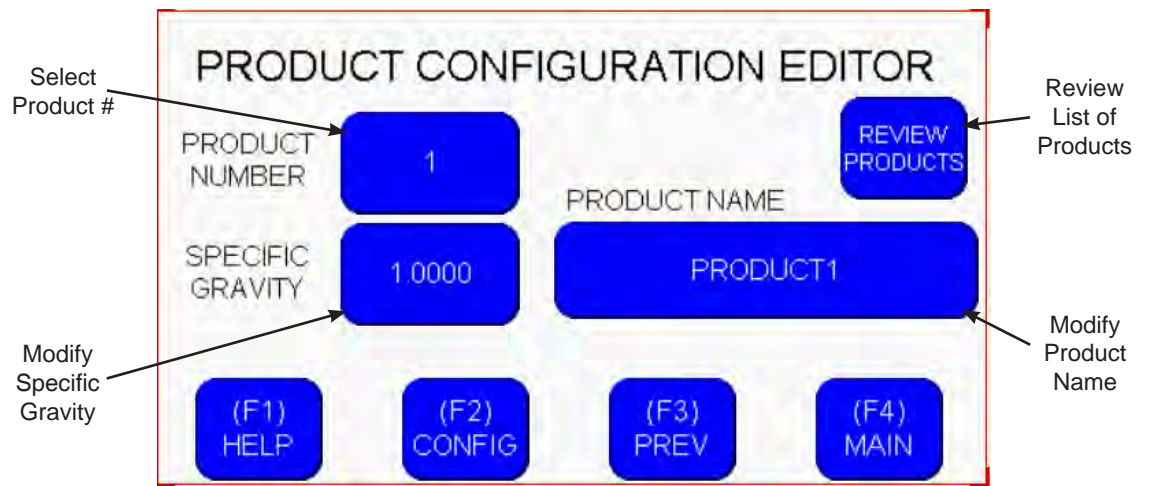 PRODUCT CONFIGURATION EDITOR
Select
Product #
Review
List of
Products
PRODUCT
NUMBER
1
REVIEW
PRODUCTS
PRODUCT NAME
SPECIFIC
GRAVITY
1.0000
PRODUCT1
Modify
Specific
Gravity
Modify
Product
Name
(F1)
HELP
(F2)
CONFIG
(F3)
PREV
(F4)
MAIN